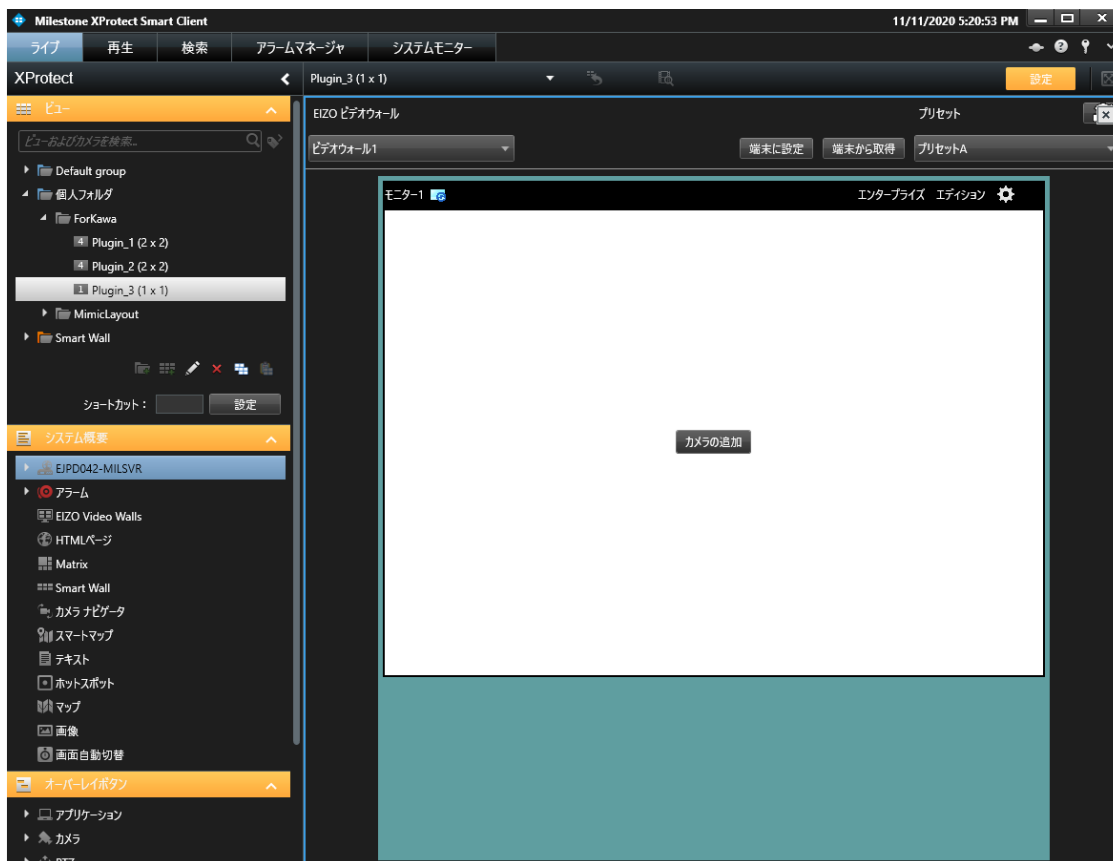 Milestone XProtect Smart Client
11/11/2020 5:20:53 PM
ライブ
再生
検索
アラームマネージャ
システムモニター
XProtect
Plugin_3 (1 x 1)
設定
ビュー
EIZO ビデオウォール
プリセット
ビューおよびカメラを検索...
ビデオウォール1
端末に設定
端末から取得
プリセットA
Default group
個人フォルダ
ForKawa
4 Plugin_1 (2 x 2)
4 Plugin_2 (2 x 2)
1 Plugin_3 (1 x 1)
MimicLayout
Smart Wall
モニター1
エンタープライズ エディション
ショートカット：
設定
カメラの追加
システム概要
EJPD042-MILSVR
アラーム
EIZO Video Walls
HTMLページ
Matrix
Smart Wall
カメラ ナビゲータ
スマートマップ
テキスト
ホットスポット
マップ
画像
画面自動切替
オーバーレイボタン
アプリケーション
カメラ